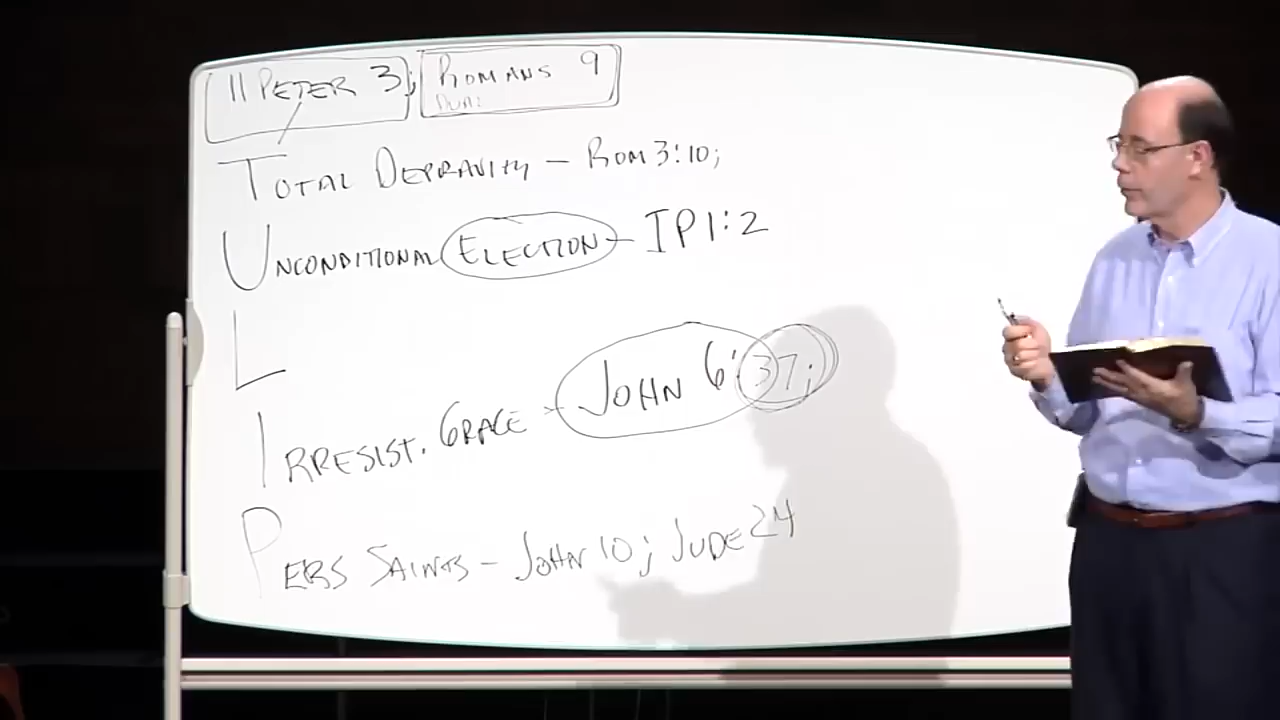 II PETER 3; ROMANS 9
TOTAL DEPRAVITY – ROM 3:10;
UNCONDITIONAL ELECTION – I P 1:2
L
IRRESIST. GRACE – JOHN 6:37;
PERS SAINTS – JOHN 10; JUDE 24